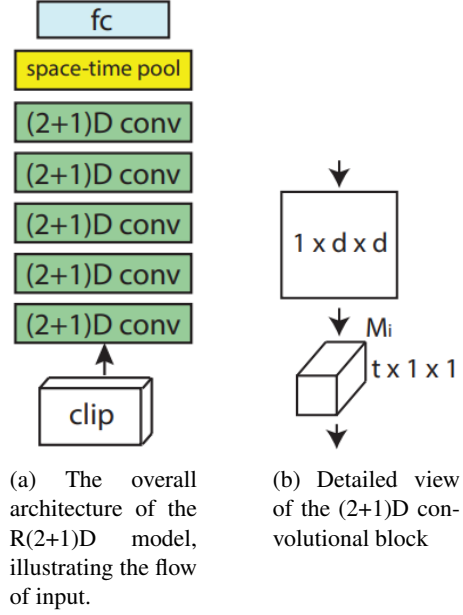 fc
space-time pool
(2+1)D conv
(2+1)D conv
(2+1)D conv
(2+1)D conv
(2+1)D conv
clip
1 x d x d
Mi
t x 1 x 1
(a) The overall
architecture of the
R(2+1)D model,
illustrating the flow
of input.
(b) Detailed view
of the (2+1)D con-
volutional block